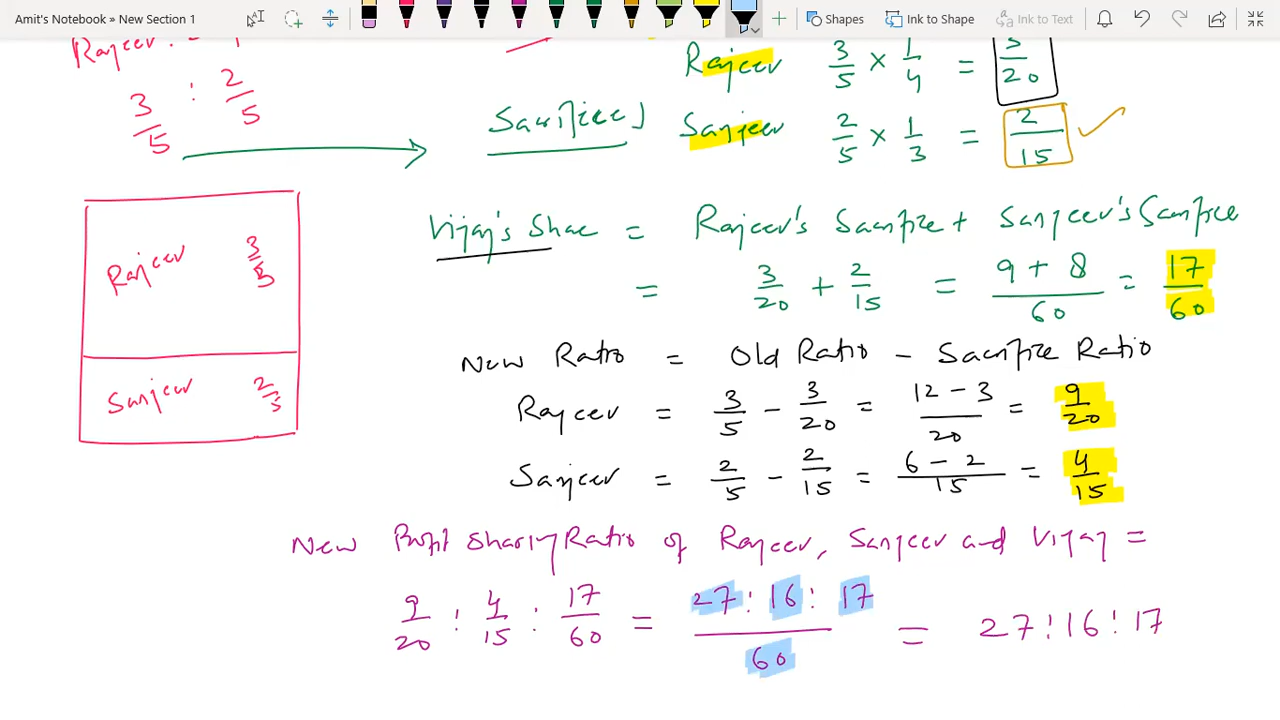 Amit's Notebook » New Section 1
Shapes
Ink to Shape
Ink to Text
Rajeev
3/5 : 2/5
Rajeev 3/5 × 1/4 = 3/20
Sacrificed Sanjeev 2/5 × 1/3 = 2/15
Rajeev 3/5
Sanjeev 2/5
Vijay's Share = Rajeev's Sacrifice + Sanjeev's Sacrifice
= 3/20 + 2/15 = 9 + 8/60 = 17/60
New Ratio = Old Ratio - Sacrifice Ratio
Rajeev = 3/5 - 3/20 = 12 - 3/20 = 9/20
Sanjeev = 2/5 - 2/15 = 6 - 2/15 = 4/15
New Profit Sharing Ratio of Rajeev, Sanjeev and Vijay =
9/20 : 4/15 : 17/60 = 27 : 16 : 17/60 = 27 : 16 : 17